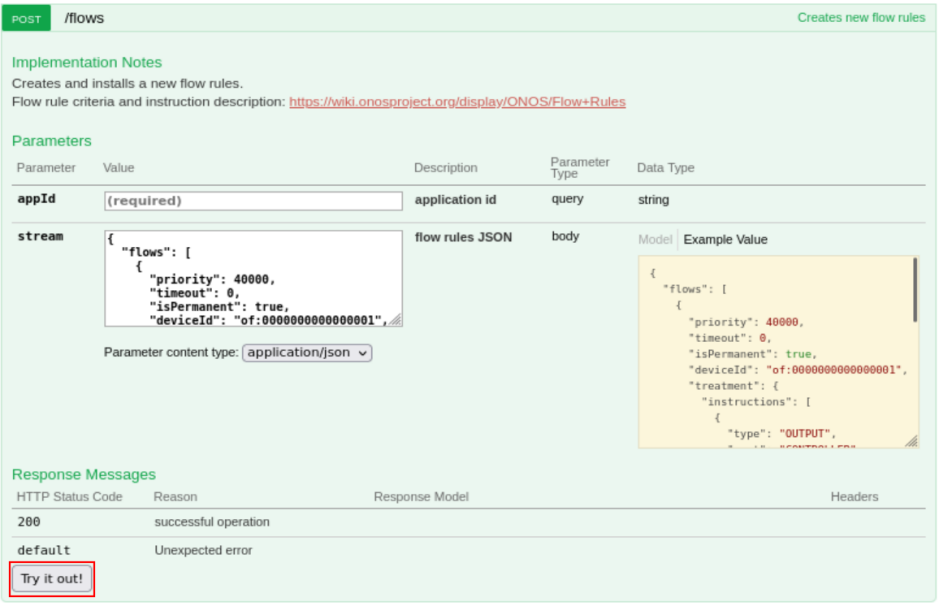 POST /flows Creates new flow rules
Implementation Notes
Creates and installs a new flow rules.
Flow rule criteria and instruction description: https://wiki.onosproject.org/display/ONOS/Flow+Rules
Parameters
Parameter Value Description Parameter Type Data Type
appId (required) application id query string
stream
{
  "flows": [
    {
      "priority": 40000,
      "timeout": 0,
      "isPermanent": true,
      "deviceId": "of:0000000000000001",
Parameter content type: application/json
flow rules JSON body
Model Example Value
{
  "flows": [
    {
      "priority": 40000,
      "timeout": 0,
      "isPermanent": true,
      "deviceId": "of:0000000000000001",
      "treatment": {
        "instructions": [
          {
            "type": "OUTPUT",
Response Messages
HTTP Status Code Reason Response Model Headers
200 successful operation
default Unexpected error
Try it out!